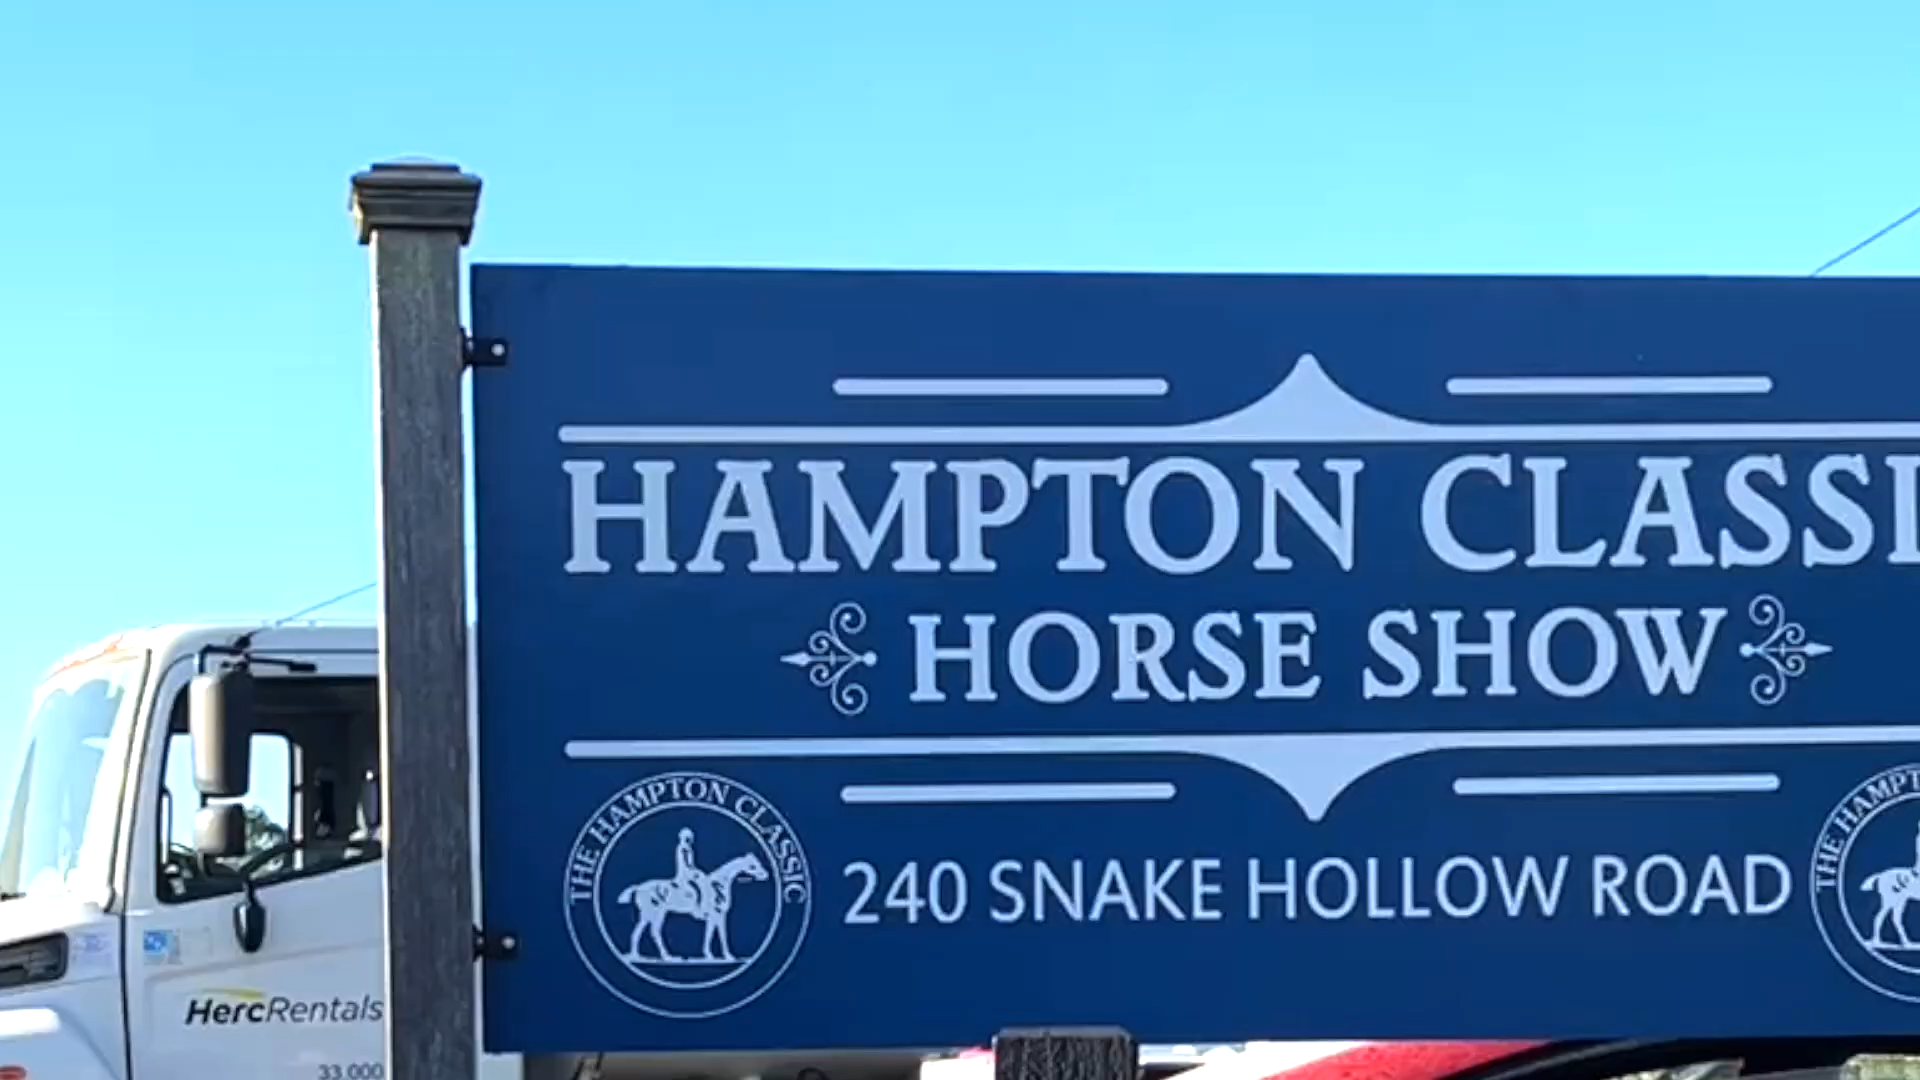 HAMPTON CLASSI
HORSE SHOW
THE HAMPTON CLASSIC
240 SNAKE HOLLOW ROAD
THE HAMPT
HercRentals
33,000